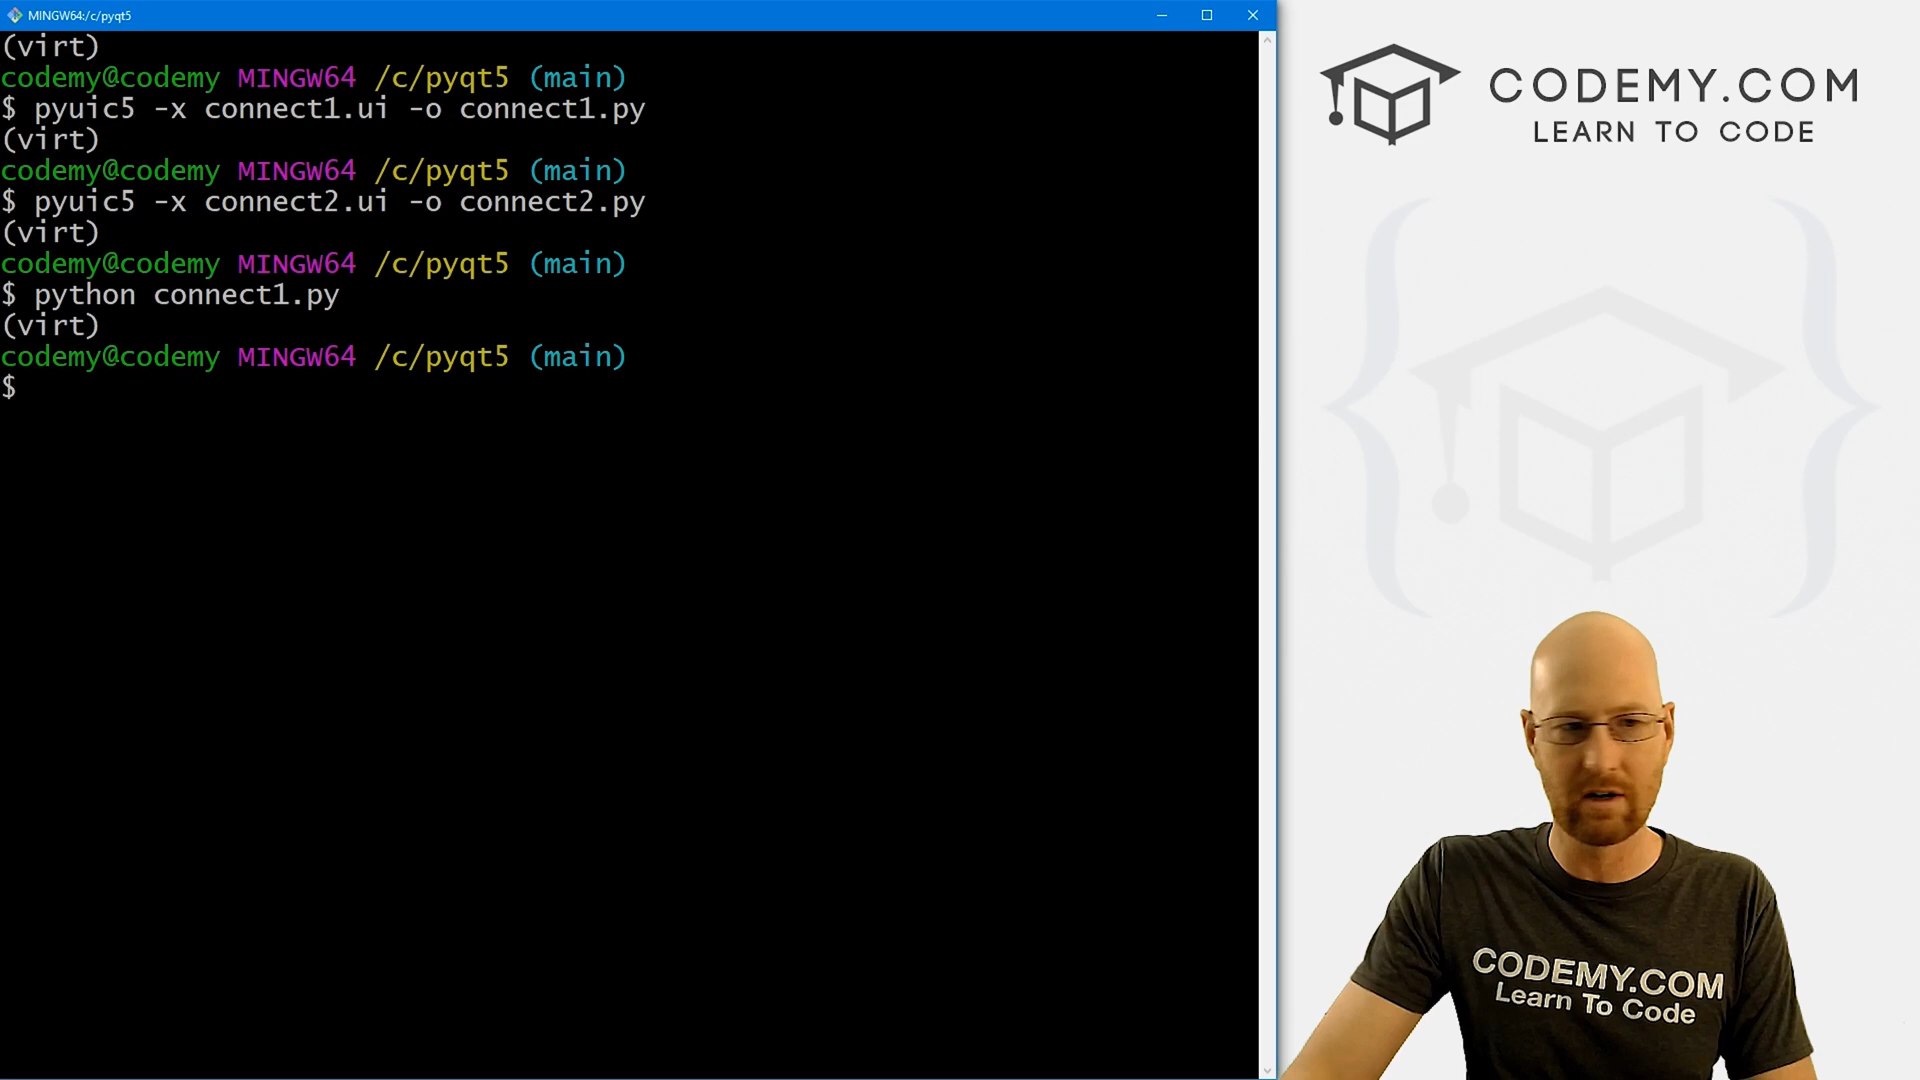 MINGW64:/c/pyqt5
(virt)
codemy@codemy MINGW64 /c/pyqt5 (main)
$ pyuic5 -x connect1.ui -o connect1.py
(virt)
codemy@codemy MINGW64 /c/pyqt5 (main)
$ pyuic5 -x connect2.ui -o connect2.py
(virt)
codemy@codemy MINGW64 /c/pyqt5 (main)
$ python connect1.py
(virt)
codemy@codemy MINGW64 /c/pyqt5 (main)
$
CODEMY.COM
LEARN TO CODE
CODEMY.COM
Learn To Code